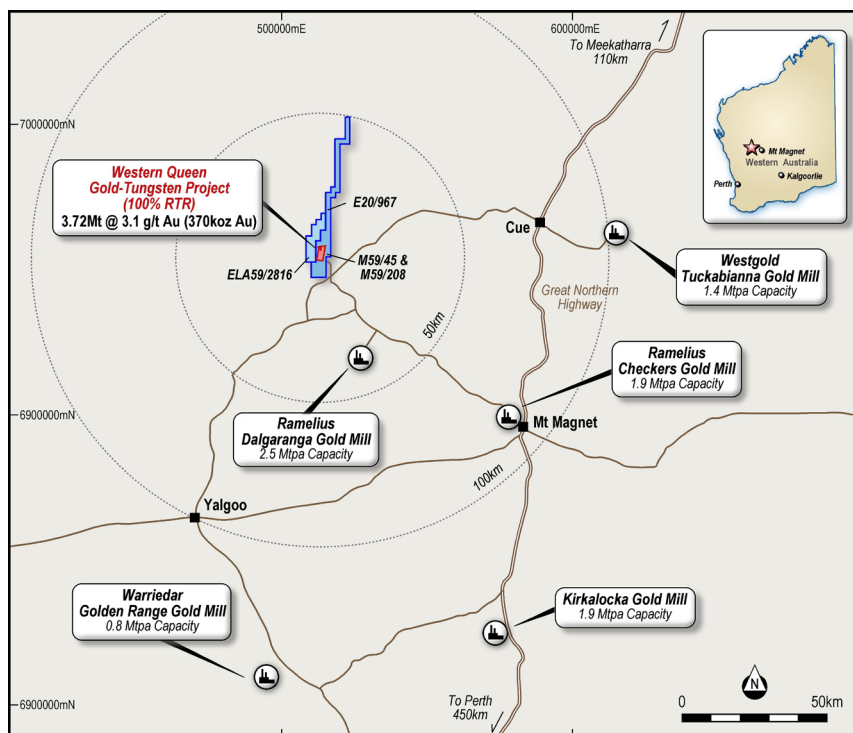 500000mE
600000mE
To Meekatharra
110km
7000000mN
Western Queen
Gold-Tungsten Project
(100% RTR)
3.72Mt @ 3.1 g/t Au (370koz Au)
E20/967
ELA59/2816
M59/45 &
M59/208
Mt Magnet
Western Australia
Kalgoorlie
Perth
Cue
Westgold
Tuckabianna Gold Mill
1.4 Mtpa Capacity
Great Northern
Highway
50km
Ramelius
Checkers Gold Mill
1.9 Mtpa Capacity
Ramelius
Dalgaranga Gold Mill
2.5 Mtpa Capacity
6900000mN
Mt Magnet
100km
Yalgoo
Warriedar
Golden Range Gold Mill
0.8 Mtpa Capacity
Kirkalocka Gold Mill
1.9 Mtpa Capacity
6900000mN
To Perth
450km
N
0
50km